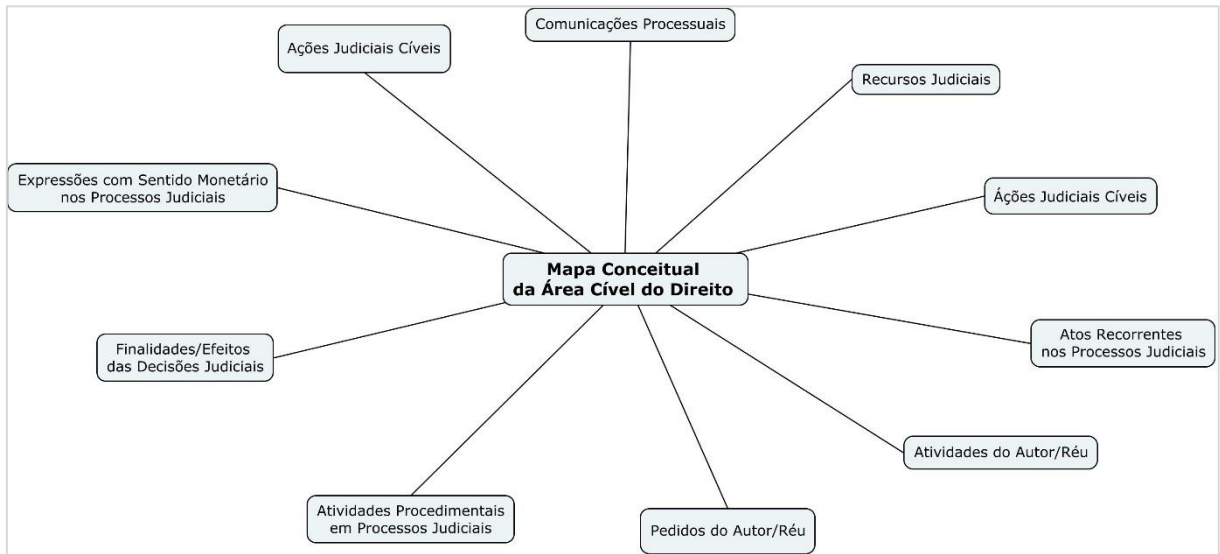 Comunicações Processuais
Ações Judiciais Cíveis
Recursos Judiciais
Expressões com Sentido Monetário
nos Processos Judiciais
Áções Judiciais Cíveis
Mapa Conceitual
da Área Cível do Direito
Atos Recorrentes
nos Processos Judiciais
Finalidades/Efeitos
das Decisões Judiciais
Atividades do Autor/Réu
Atividades Procedimentais
em Processos Judiciais
Pedidos do Autor/Réu